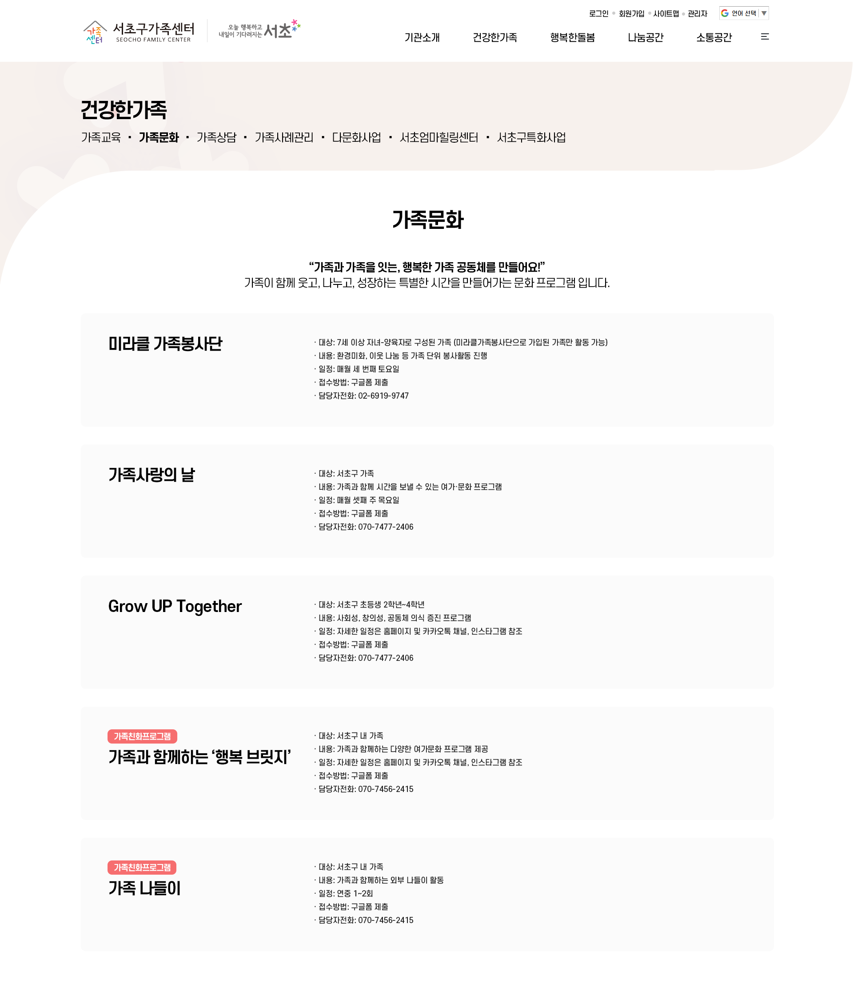 로그인 회원가입 사이트맵 관리자 언어 선택 ▼
가족센터 서초구가족센터 SEOCHO FAMILY CENTER
오늘 행복하고 내일이 기다려지는 서초
기관소개 건강한가족 행복한돌봄 나눔공간 소통공간
건강한가족
가족교육 ▪ 가족문화 ▪ 가족상담 ▪ 가족사례관리 ▪ 다문화사업 ▪ 서초엄마힐링센터 ▪ 서초구특화사업
가족문화
“가족과 가족을 잇는, 행복한 가족 공동체를 만들어요!”
가족이 함께 웃고, 나누고, 성장하는 특별한 시간을 만들어가는 문화 프로그램 입니다.
미라클 가족봉사단
· 대상: 7세 이상 자녀-양육자로 구성된 가족 (미라클가족봉사단으로 가입된 가족만 활동 가능)
· 내용: 환경미화, 이웃 나눔 등 가족 단위 봉사활동 진행
· 일정: 매월 세 번째 토요일
· 접수방법: 구글폼 제출
· 담당자전화: 02-6919-9747
가족사랑의 날
· 대상: 서초구 가족
· 내용: 가족과 함께 시간을 보낼 수 있는 여가·문화 프로그램
· 일정: 매월 셋째 주 목요일
· 접수방법: 구글폼 제출
· 담당자전화: 070-7477-2406
Grow UP Together
· 대상: 서초구 초등생 2학년~4학년
· 내용: 사회성, 창의성, 공동체 의식 증진 프로그램
· 일정: 자세한 일정은 홈페이지 및 카카오톡 채널, 인스타그램 참조
· 접수방법: 구글폼 제출
· 담당자전화: 070-7477-2406
가족친화프로그램
가족과 함께하는 ‘행복 브릿지’
· 대상: 서초구 내 가족
· 내용: 가족과 함께하는 다양한 여가문화 프로그램 제공
· 일정: 자세한 일정은 홈페이지 및 카카오톡 채널, 인스타그램 참조
· 접수방법: 구글폼 제출
· 담당자전화: 070-7456-2415
가족친화프로그램
가족 나들이
· 대상: 서초구 내 가족
· 내용: 가족과 함께하는 외부 나들이 활동
· 일정: 연중 1~2회
· 접수방법: 구글폼 제출
· 담당자전화: 070-7456-2415